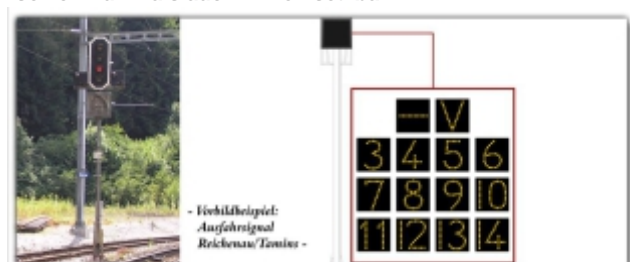 - Vorbildbeispiel:
Ausfahrsignal
Reichenau/Tamins -
– V
3 4 5 6
7 8 9 10
11 12 13 14